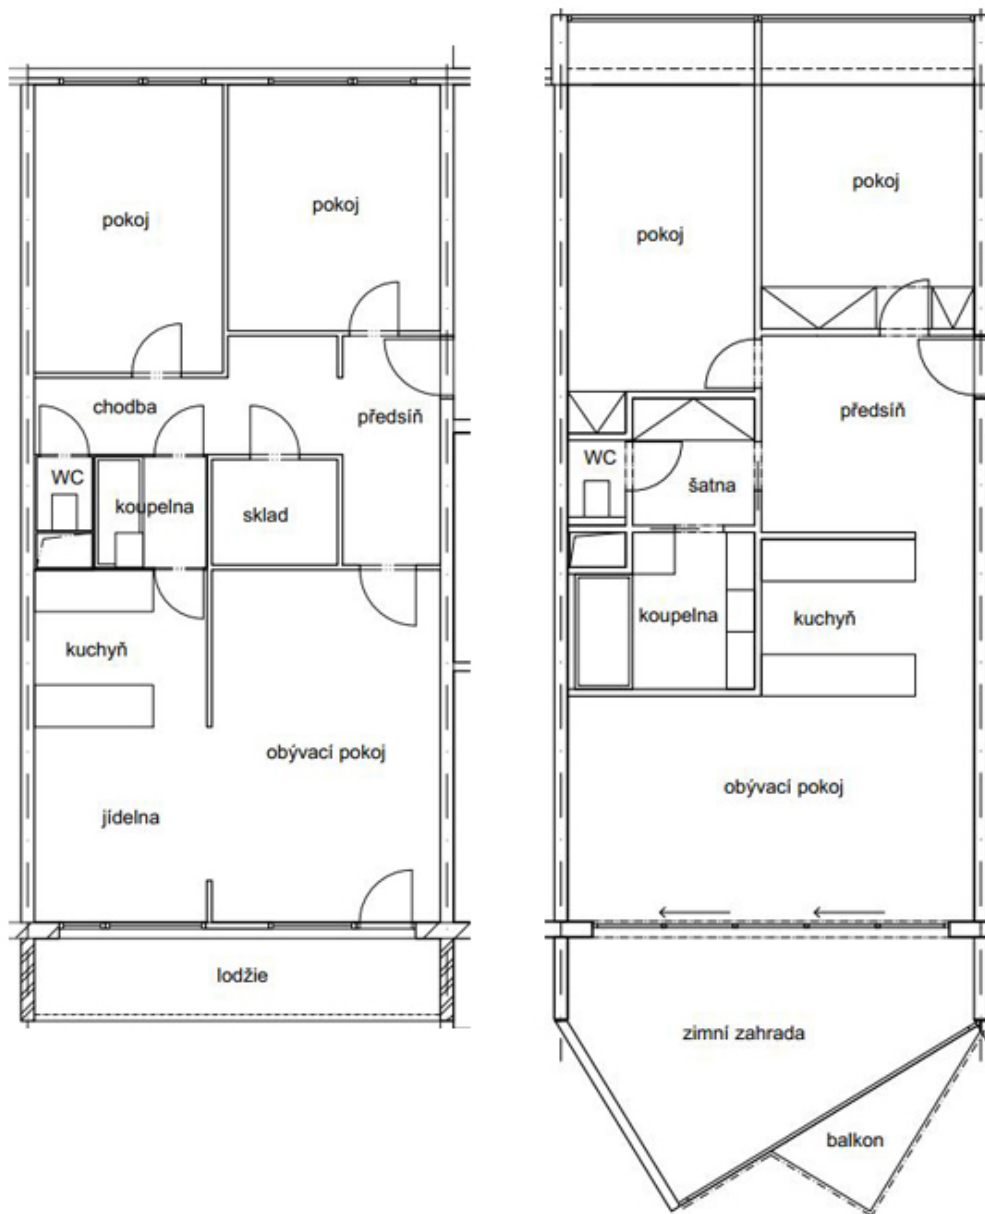 pokoj
pokoj
chodba
předsíň
WC
koupelna
sklad
kuchyň
obývací pokoj
jídelna
lodžie
pokoj
pokoj
předsíň
WC
šatna
koupelna
kuchyň
obývací pokoj
zimní zahrada
balkon